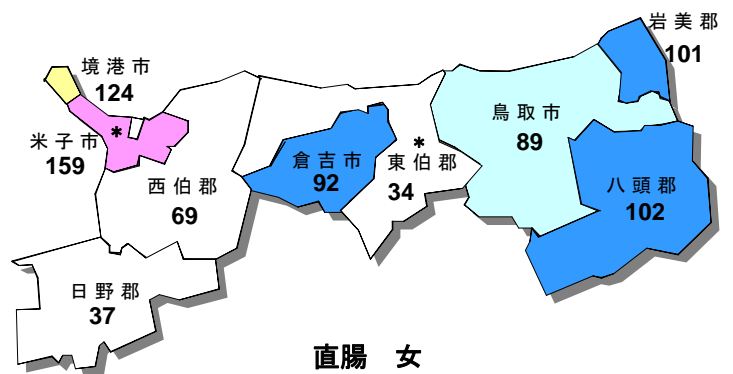 岩美郡
101
境港市
124
鳥取市
89
*
米子市
159
*
倉吉市
92
東伯郡
34
八頭郡
102
西伯郡
69
日野郡
37
直腸 女